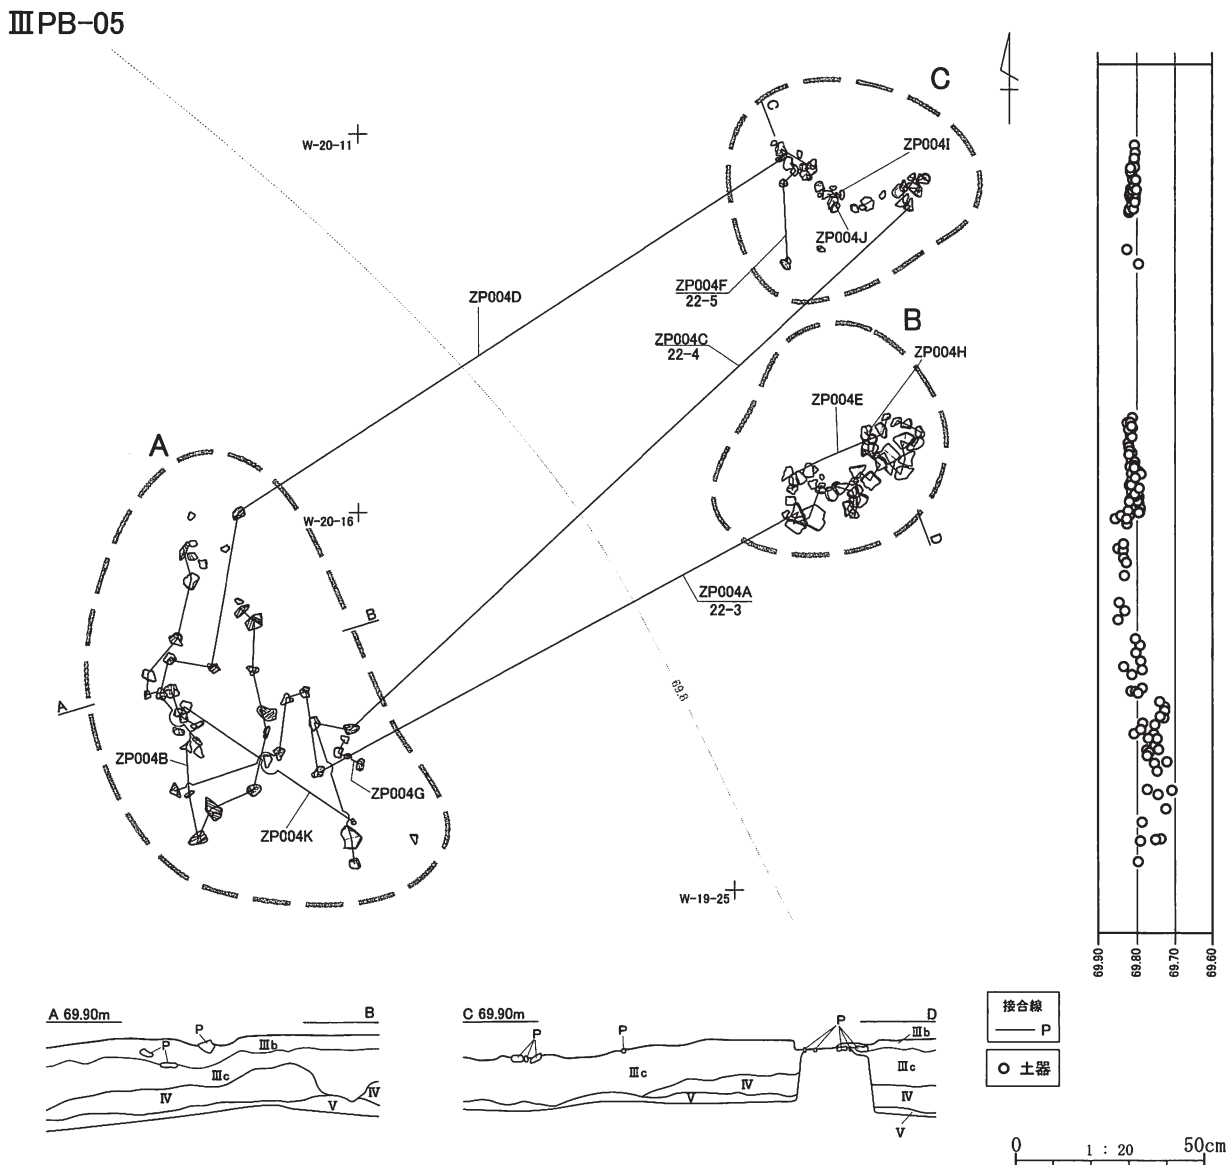 ⅢPB-05
C
C
ZP004I
W-20-11
ZP004J
ZP004F
22-5
ZP004D
B
ZP004C
22-4
ZP004H
ZP004E
A
W-20-16
D
ZP004A
22-3
B
69.8
A
ZP004B
ZP004G
ZP004K
W-19-25
69.90
69.80
69.70
69.60
A 69.90m
B
P
P
Ⅲb
Ⅲc
Ⅳ
Ⅳ
Ⅴ
C 69.90m
D
P
P
P
Ⅲb
Ⅲc
Ⅲc
Ⅳ
Ⅳ
Ⅴ
Ⅴ
接合線
P
土器
0
1 : 20
50cm